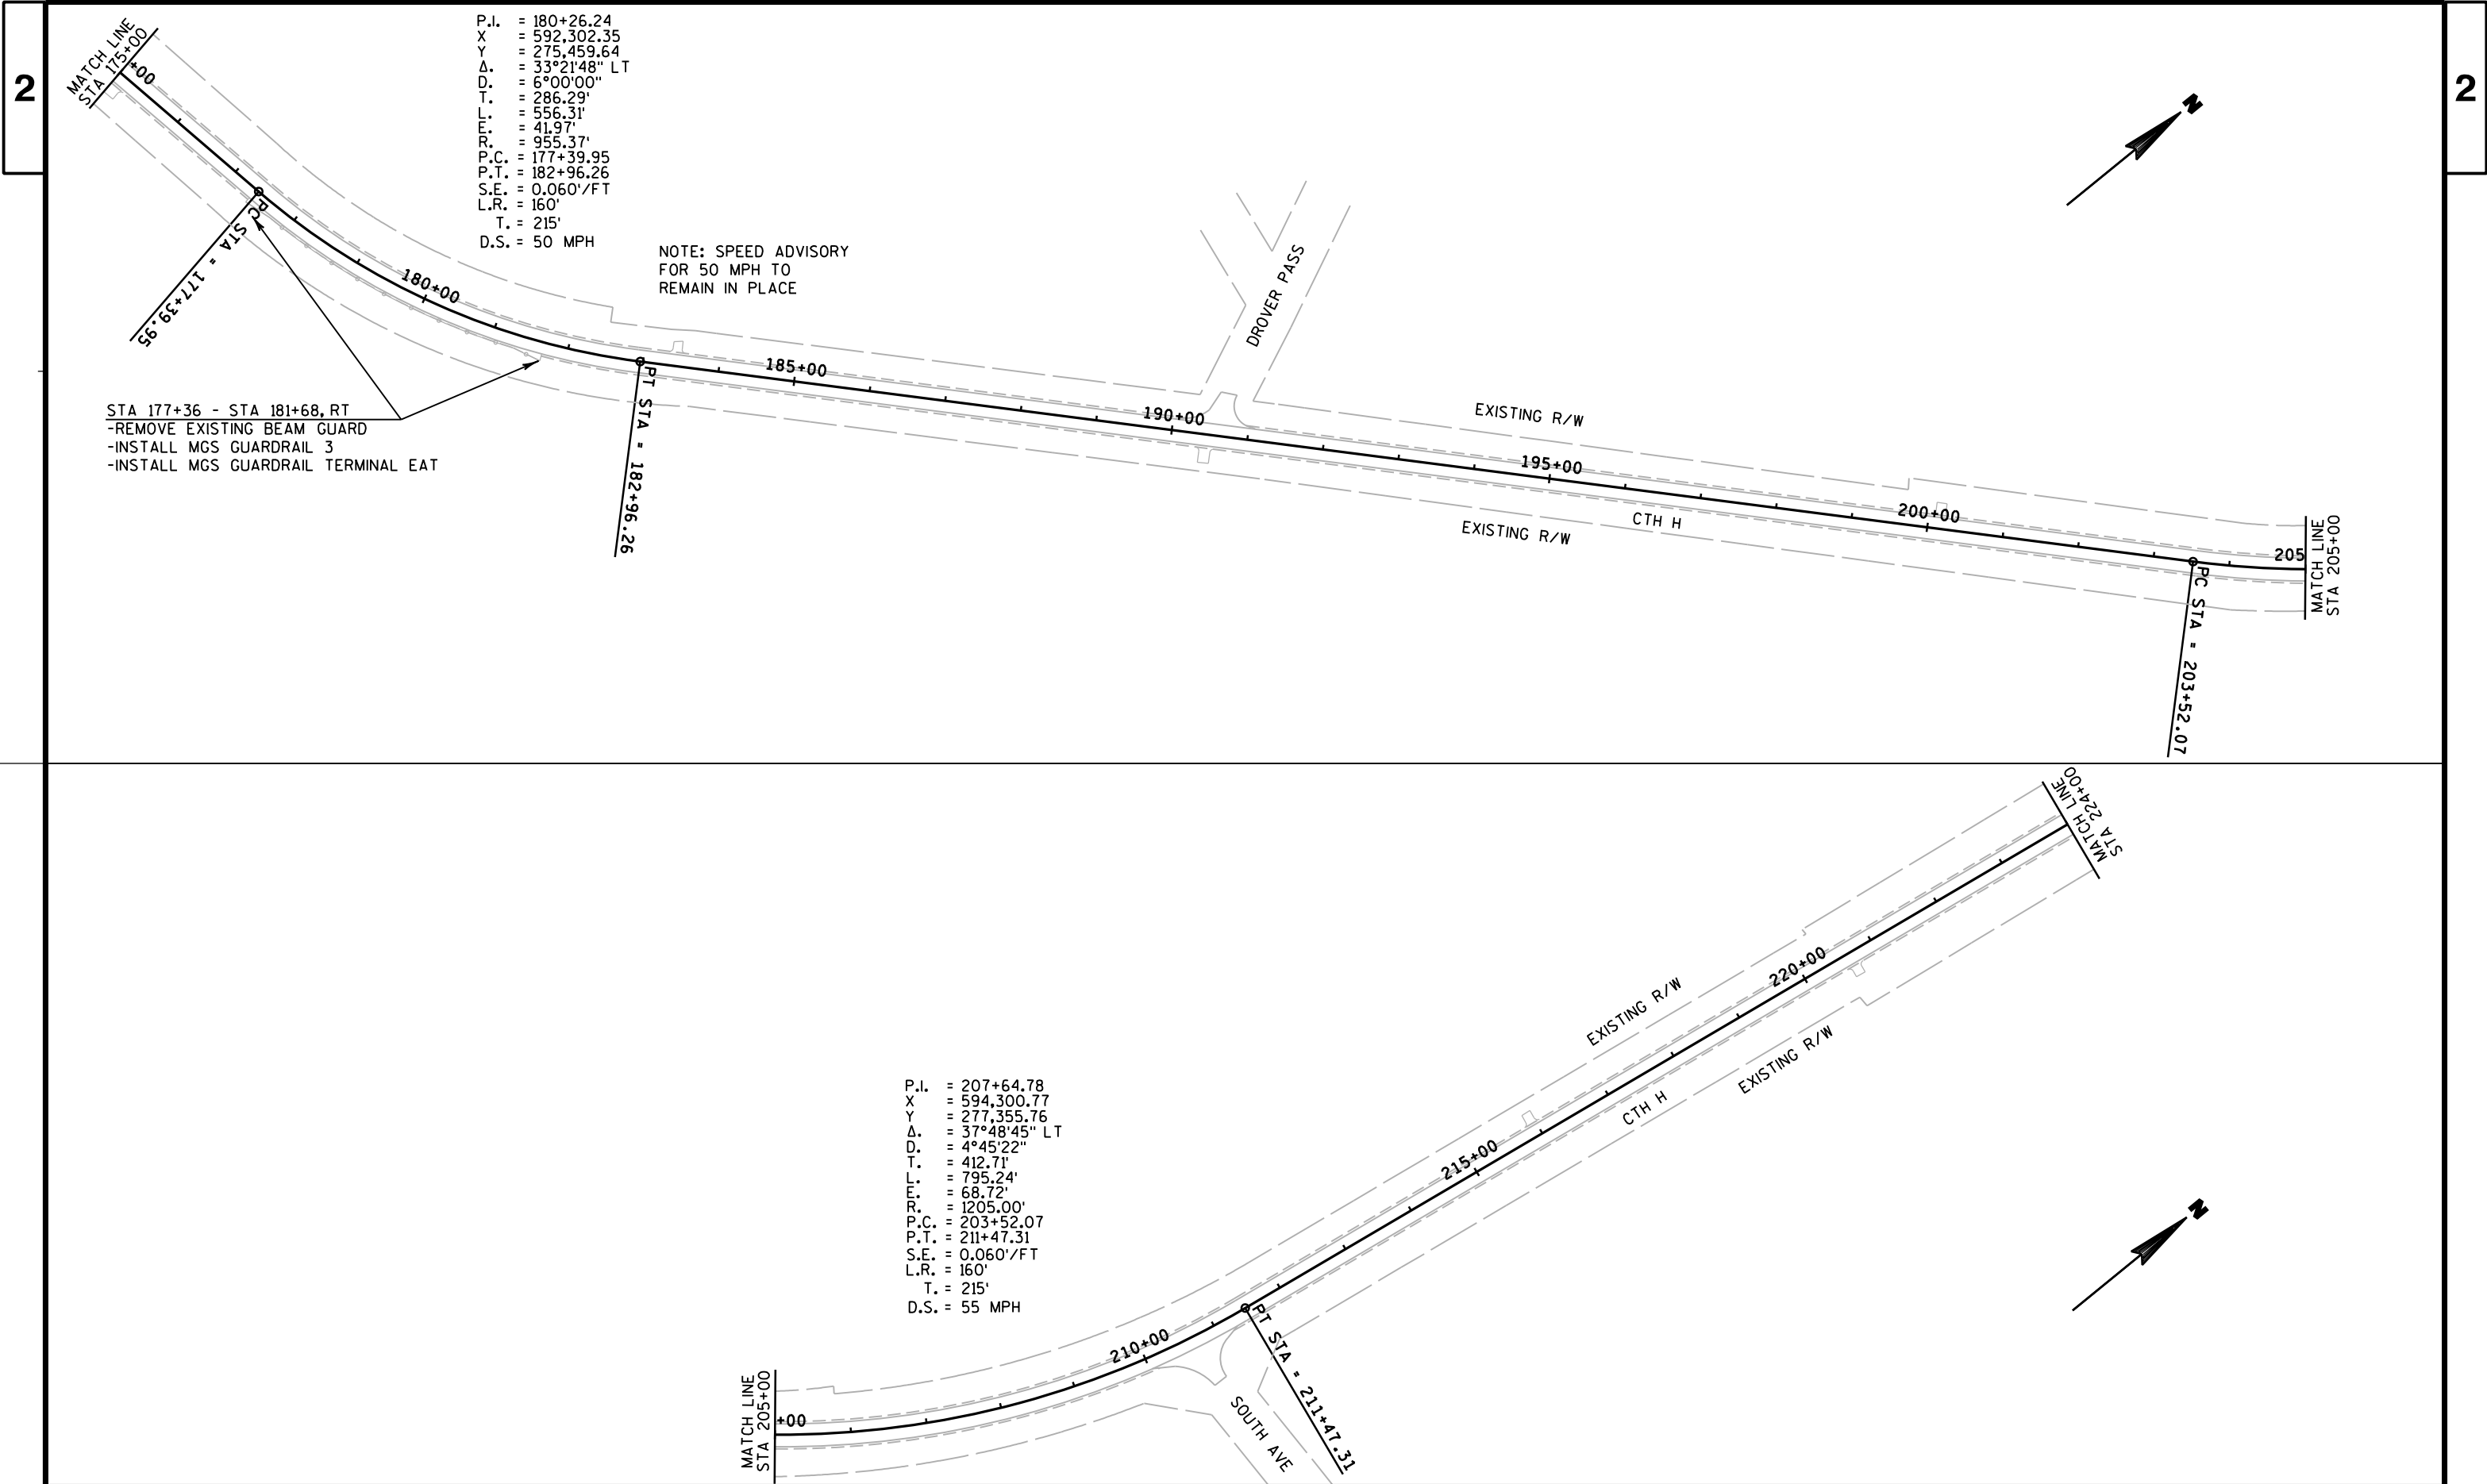 2
2
MATCH LINE
STA 175+00
+00
P.I. = 180+26.24
X = 592,302.35
Y = 275,459.64
Δ. = 33°21'48" LT
D. = 6°00'00"
T. = 286.29'
L. = 556.31'
E. = 41.97'
R. = 955.37'
P.C. = 177+39.95
P.T. = 182+96.26
S.E. = 0.060'/FT
L.R. = 160'
T. = 215'
D.S. = 50 MPH
N
NOTE: SPEED ADVISORY
FOR 50 MPH TO
REMAIN IN PLACE
PC STA = 177+39.95
180+00
DROVER PASS
185+00
PT STA = 182+96.26
STA 177+36 - STA 181+68, RT
-REMOVE EXISTING BEAM GUARD
-INSTALL MGS GUARDRAIL 3
-INSTALL MGS GUARDRAIL TERMINAL EAT
190+00
EXISTING R/W
195+00
CTH H
EXISTING R/W
200+00
205
MATCH LINE
STA 205+00
PC STA = 203+52.07
MATCH LINE
STA 224+00
220+00
EXISTING R/W
EXISTING R/W
CTH H
215+00
P.I. = 207+64.78
X = 594,300.77
Y = 277,355.76
Δ. = 37°48'45" LT
D. = 4°45'22"
T. = 412.71'
L. = 795.24'
E. = 68.72'
R. = 1205.00'
P.C. = 203+52.07
P.T. = 211+47.31
S.E. = 0.060'/FT
L.R. = 160'
T. = 215'
D.S. = 55 MPH
N
210+00
PT STA = 211+47.31
MATCH LINE
STA 205+00
+00
SOUTH AVE